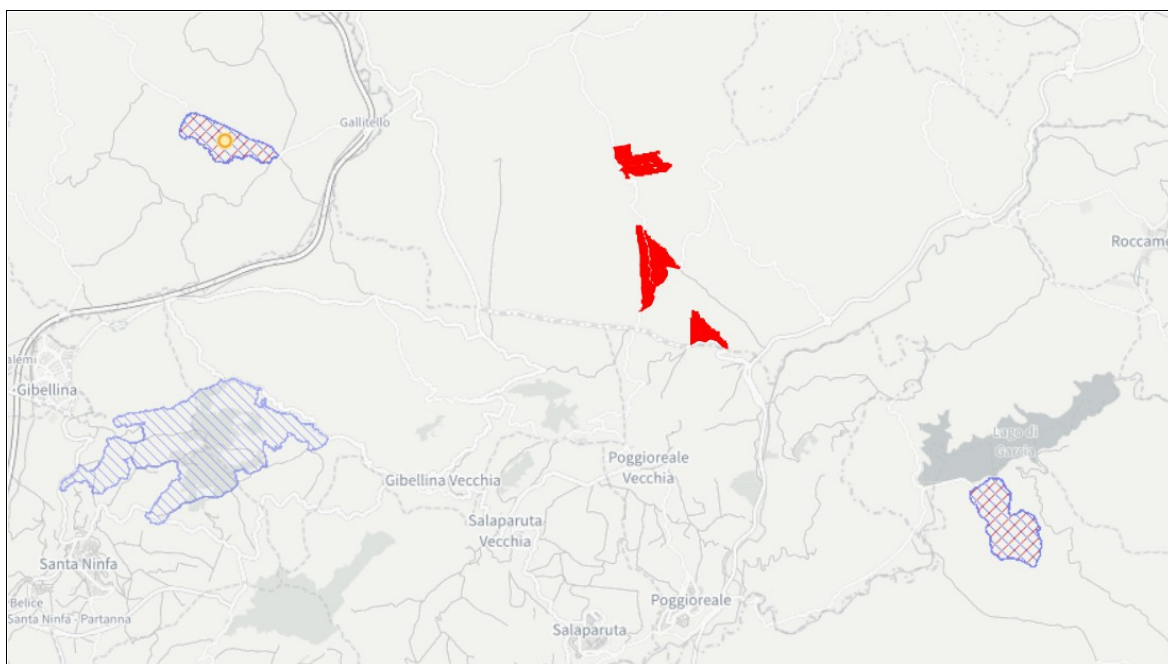 Gallitello
Roccame
alemi
Gibellina
Lago di
Garcia
Poggioreale
Vecchia
Gibellina Vecchia
Salaparuta
Vecchia
Santa Ninfa
Belice
Santa Ninfa - Partanna
Poggioreale
Salaparuta